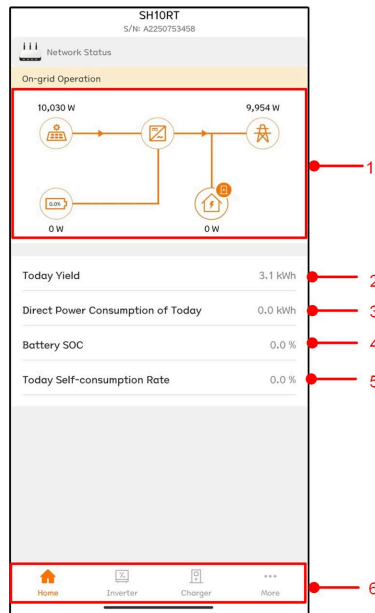 SH10RT
S/N: A2250753458
Network Status
On-grid Operation
10,030 W
9,954 W
0.0%
0 W
0 W
1
Today Yield
3.1 kWh
2
Direct Power Consumption of Today
0.0 kWh
3
Battery SOC
0.0 %
4
Today Self-consumption Rate
0.0 %
5
Home
Inverter
Charger
More
6